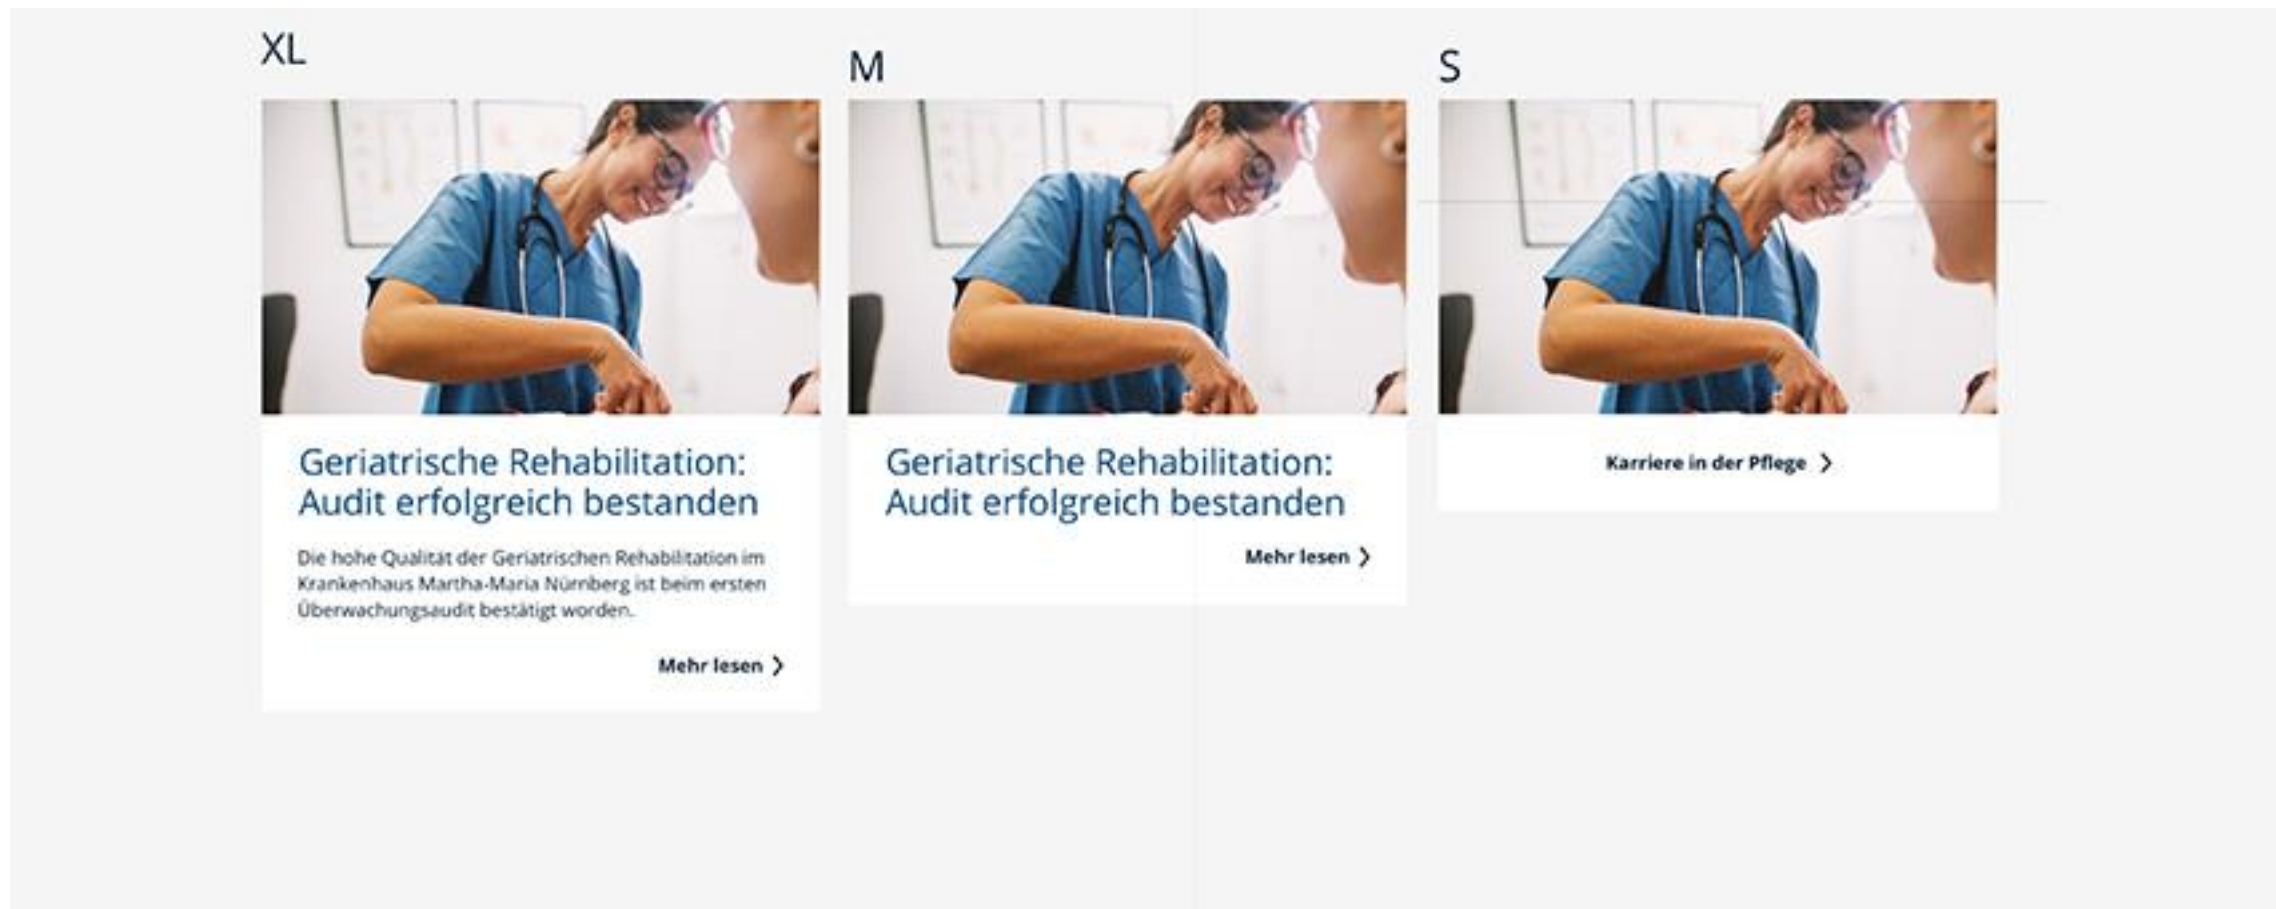 XL
M
S
Geriatrische Rehabilitation:
Audit erfolgreich bestanden
Die hohe Qualität der Geriatrischen Rehabilitation im
Krankenhaus Martha-Maria Nürnberg ist beim ersten
Überwachungsaudit bestätigt worden.
Mehr lesen
Geriatrische Rehabilitation:
Audit erfolgreich bestanden
Mehr lesen
Karriere in der Pflege